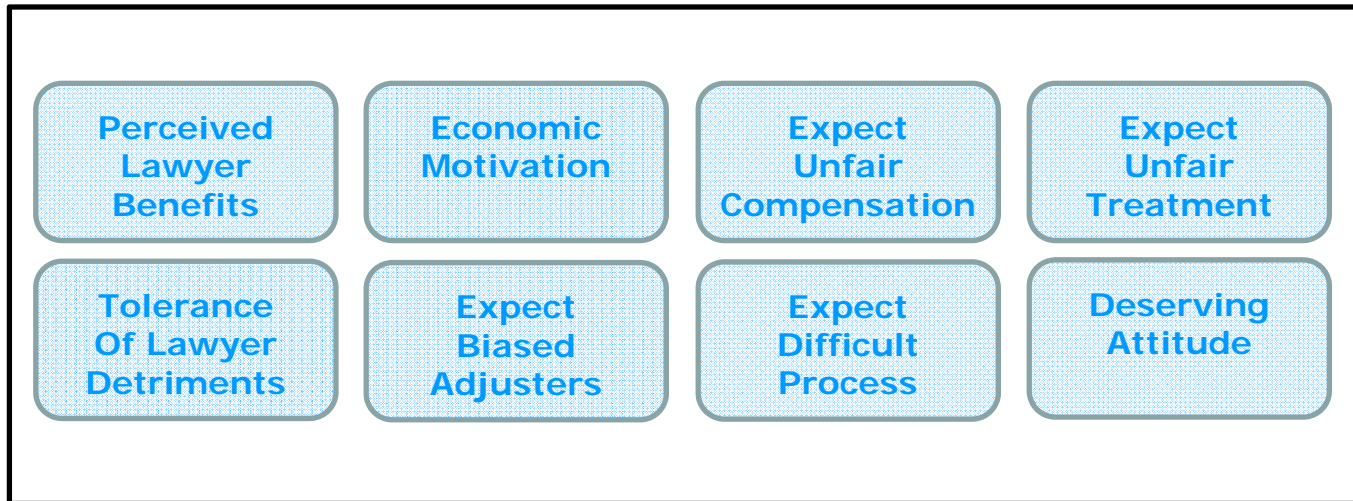 Perceived
Lawyer
Benefits
Economic
Motivation
Expect
Unfair
Compensation
Expect
Unfair
Treatment
Tolerance
Of Lawyer
Detriments
Expect
Biased
Adjusters
Expect
Difficult
Process
Deserving
Attitude